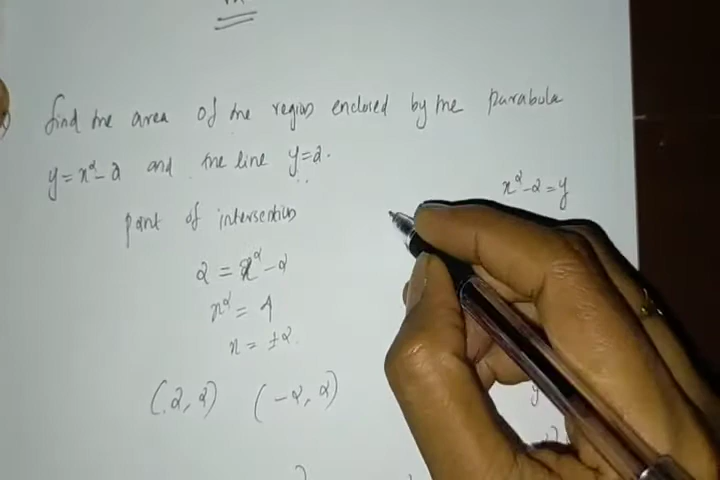 find the area of the region enclosed by the parabola
y = x² - 2 and the line y = 2.
x² - 2 = y
point of intersection
2 = x² - 2
x² = 4
x = ±2
(2, 2) (-2, 2)
y